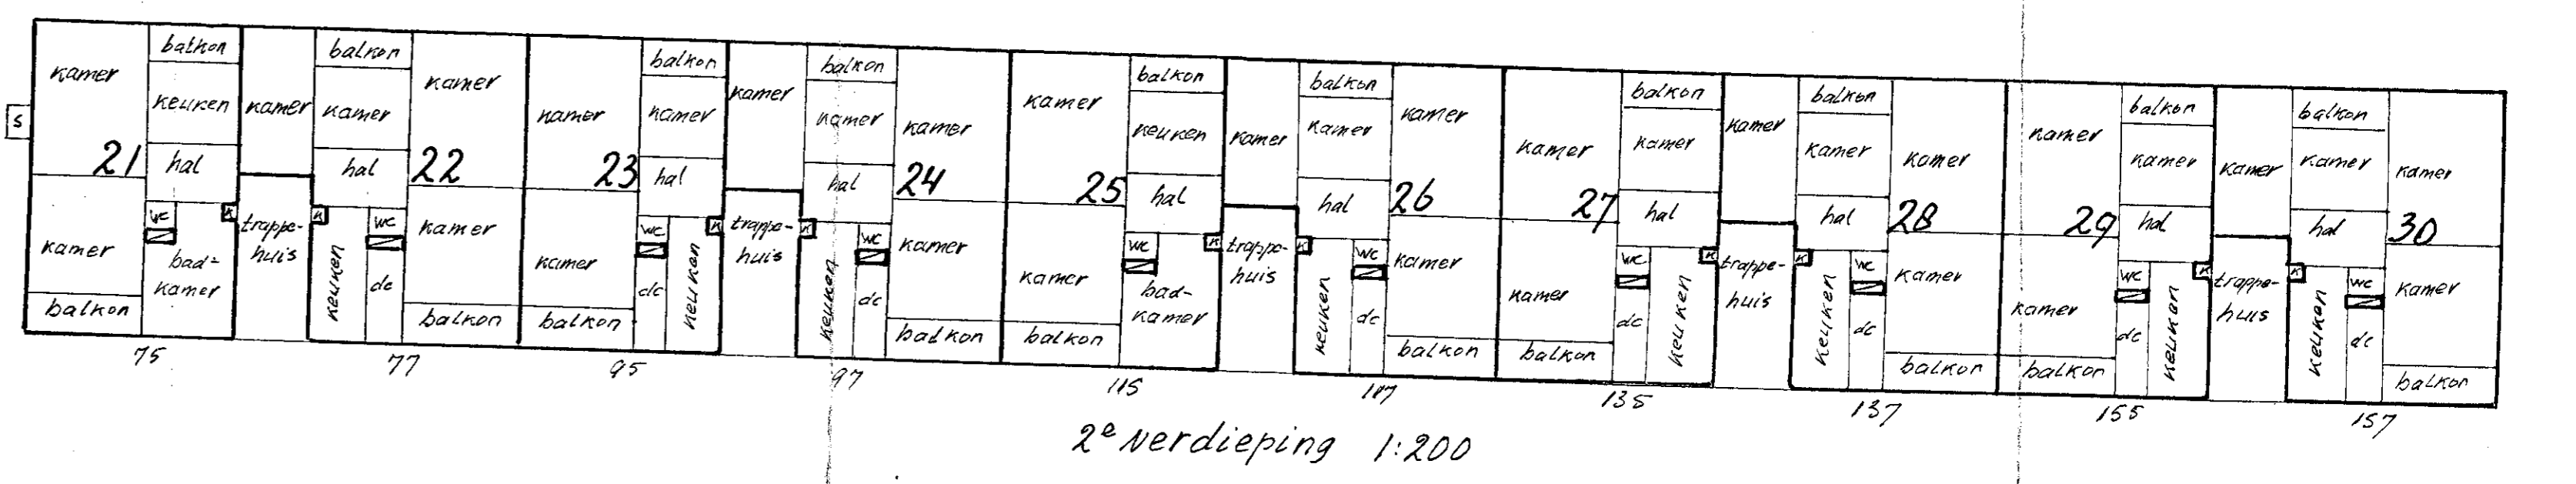 balkon balkon balkon balkon balkon balkon balkon balkon balkon balkon
kamer keuken kamer kamer kamer kamer kamer kamer kamer kamer kamer keuken kamer kamer kamer kamer kamer kamer kamer kamer kamer kamer kamer kamer kamer
S
21 hal hal 22 23 hal hal 24 25 hal hal 26 27 hal hal 28 29 hal hal 30
wc K K wc wc K K wc wc K K wc wc K K wc wc K K wc
kamer bad=kamer trappe-huis keuken dc kamer kamer dc keuken trappe-huis keuken dc kamer kamer bad-kamer trappe-huis keuken dc kamer kamer dc keuken trappe-huis keuken dc kamer kamer dc keuken trappe-huis keuken dc kamer
balkon balkon balkon balkon balkon balkon balkon balkon balkon balkon
75 77 95 97 115 117 135 137 155 157
2e verdieping 1:200